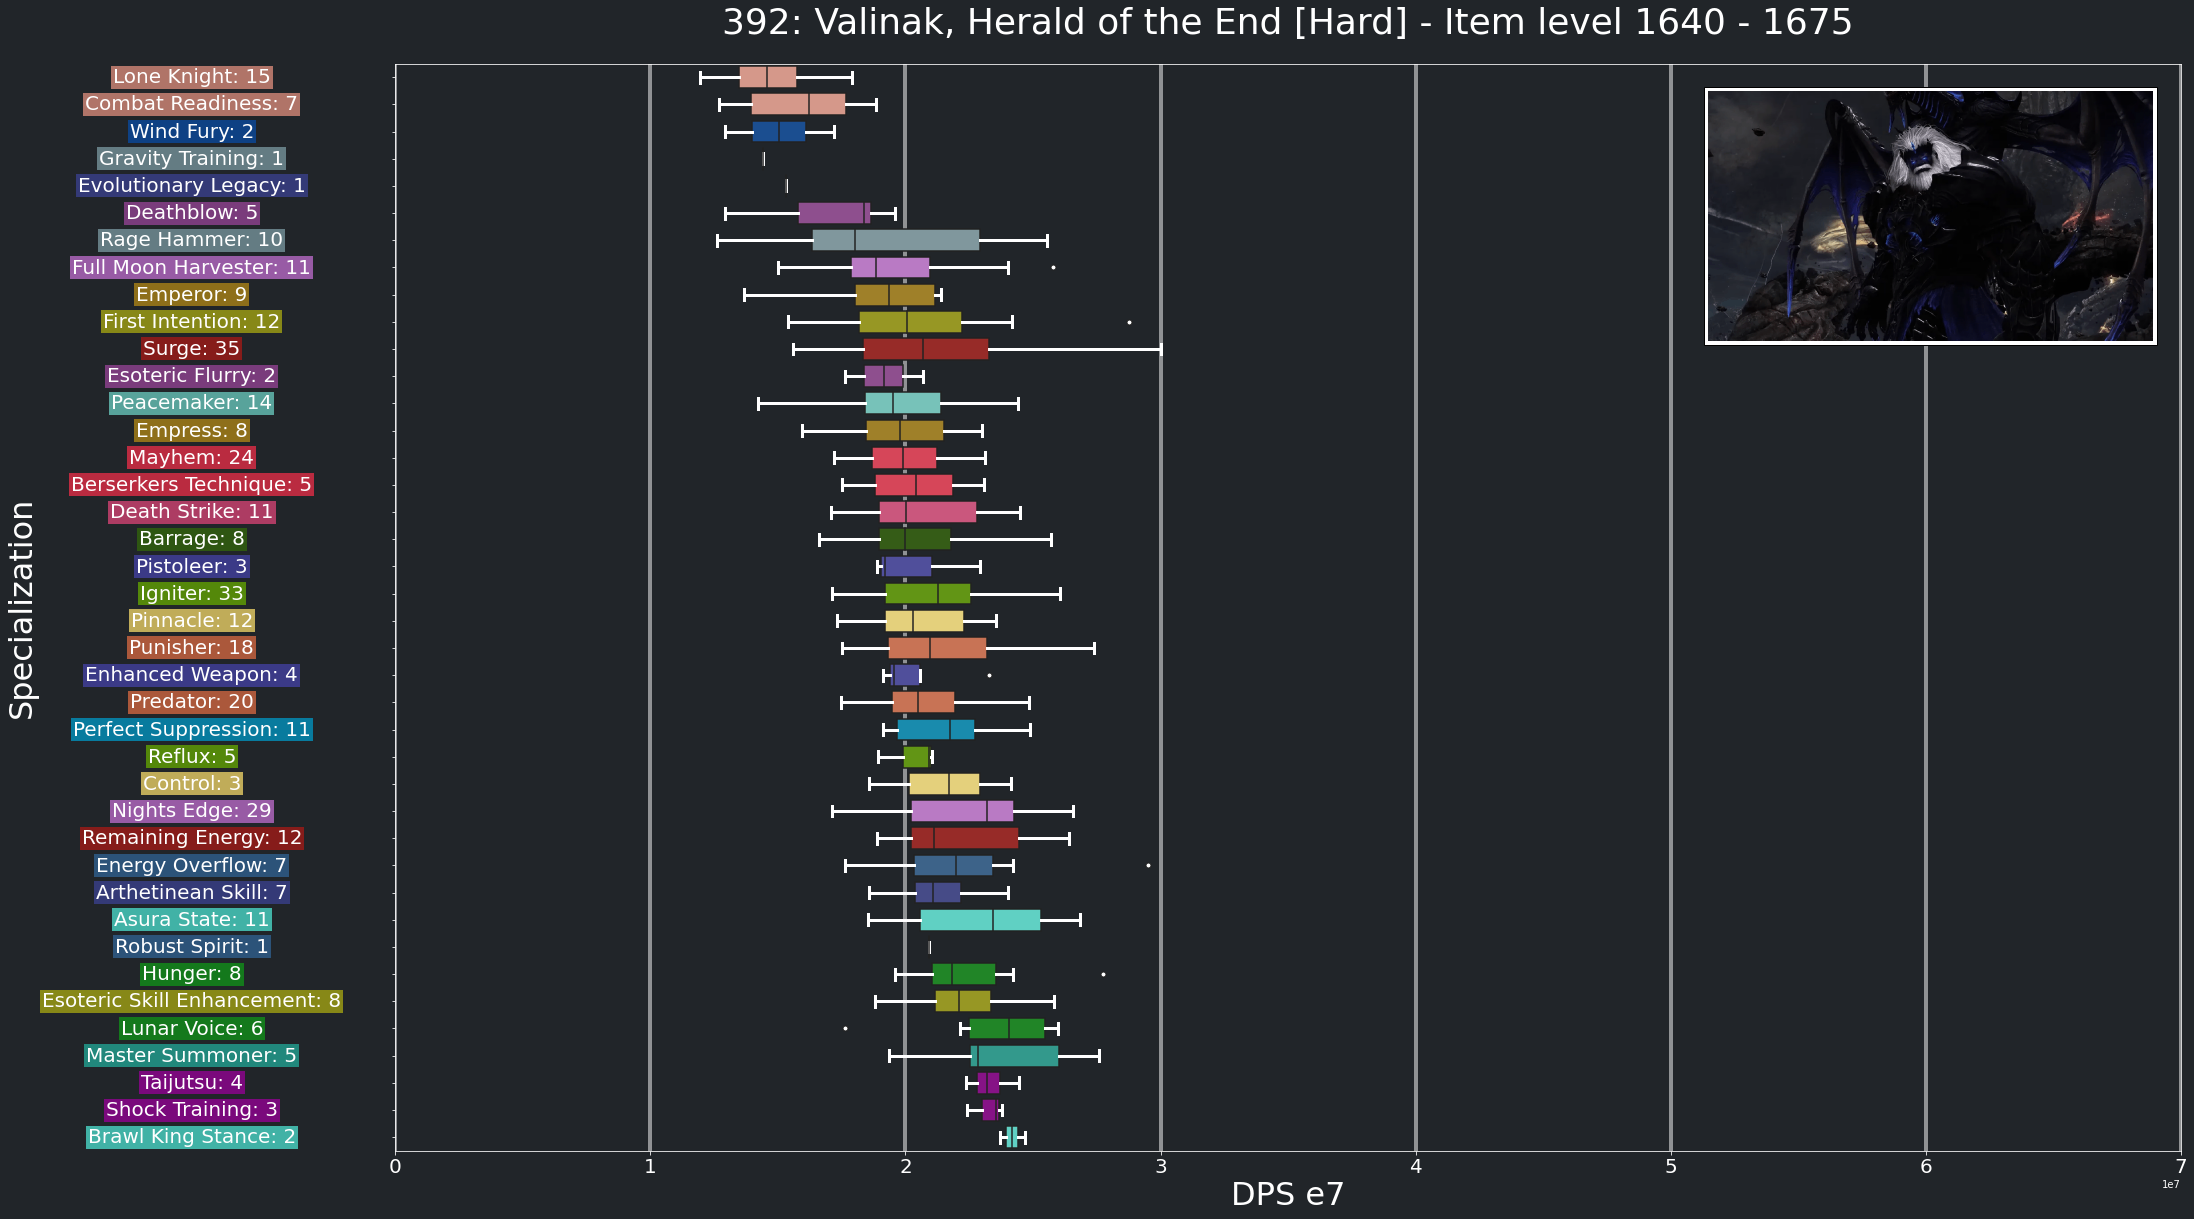 392: Valinak, Herald of the End [Hard] - Item level 1640 - 1675
Lone Knight: 15
Combat Readiness: 7
Wind Fury: 2
Gravity Training: 1
Evolutionary Legacy: 1
Deathblow: 5
Rage Hammer: 10
Full Moon Harvester: 11
Emperor: 9
First Intention: 12
Surge: 35
Esoteric Flurry: 2
Peacemaker: 14
Empress: 8
Mayhem: 24
Berserkers Technique: 5
Death Strike: 11
Barrage: 8
Pistoleer: 3
Igniter: 33
Pinnacle: 12
Punisher: 18
Enhanced Weapon: 4
Predator: 20
Perfect Suppression: 11
Reflux: 5
Control: 3
Nights Edge: 29
Remaining Energy: 12
Energy Overflow: 7
Arthetinean Skill: 7
Asura State: 11
Robust Spirit: 1
Hunger: 8
Esoteric Skill Enhancement: 8
Lunar Voice: 6
Master Summoner: 5
Taijutsu: 4
Shock Training: 3
Brawl King Stance: 2
Specialization
0 1 2 3 4 5 6 7
1e7
DPS e7